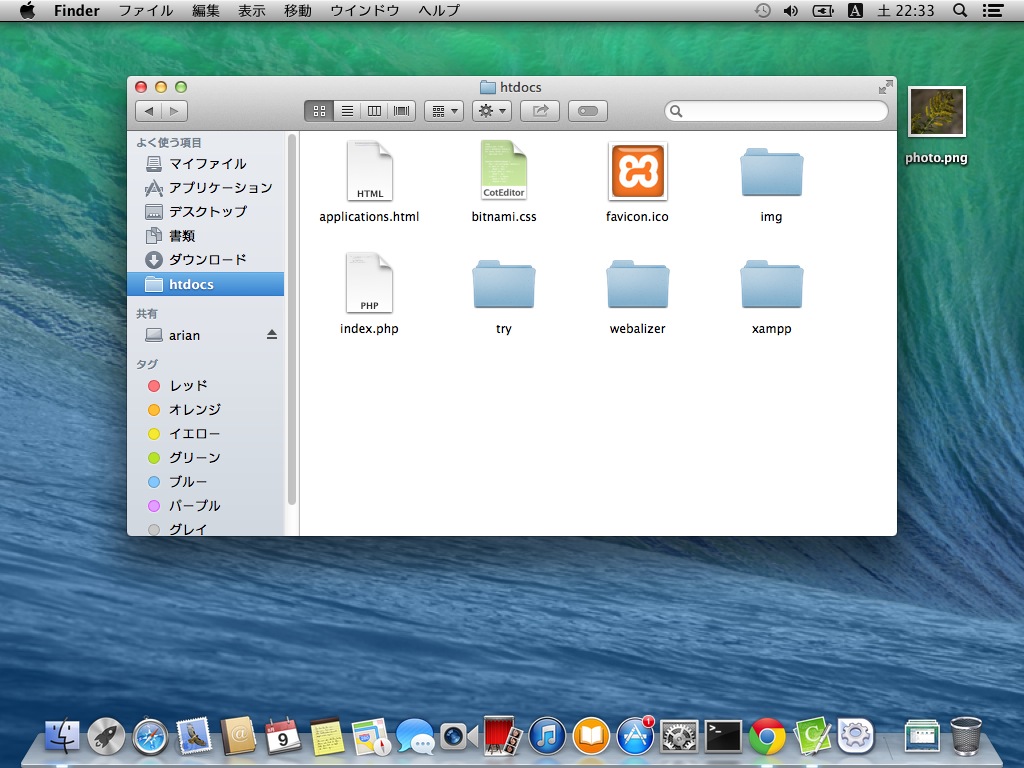 Finder ファイル 編集 表示 移動 ウインドウ ヘルプ A 土 22:33
htdocs
よく使う項目
マイファイル
アプリケーション
デスクトップ
書類
ダウンロード
htdocs
共有
arian
タグ
レッド
オレンジ
イエロー
グリーン
ブルー
パープル
グレイ
HTML
applications.html
CotEditor
bitnami.css
favicon.ico
img
PHP
index.php
try
webalizer
xampp
photo.png
@
9
1